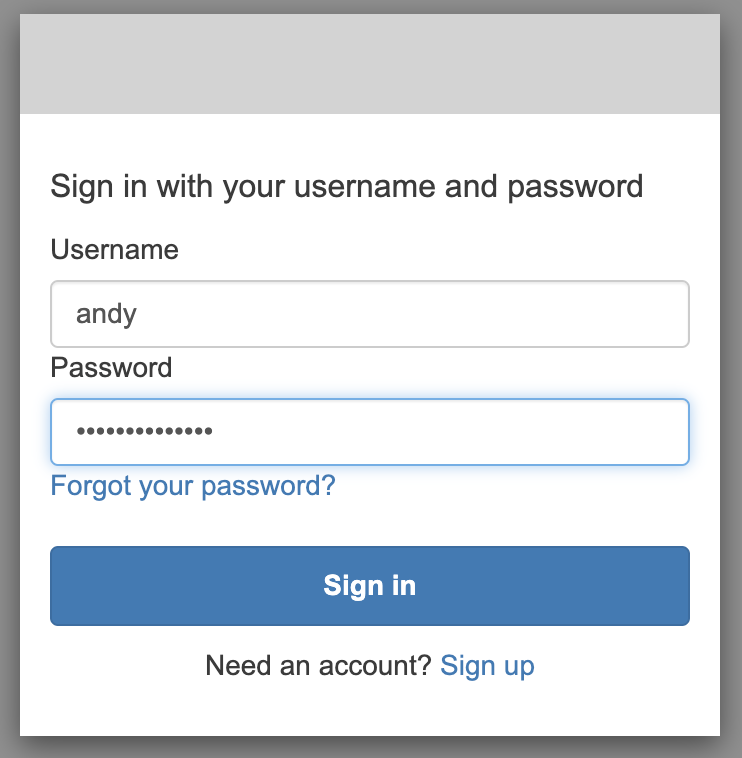 Sign in with your username and password
Username
andy
Password
••••••••••••••
Forgot your password?
Sign in
Need an account? Sign up